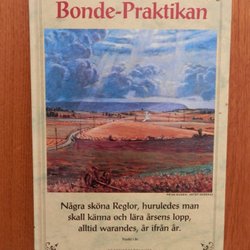 Bonde-Praktikan
Några sköna Reglor, huruledes man
skall känna och lära årsens lopp,
alltid warandes, år ifrån år.